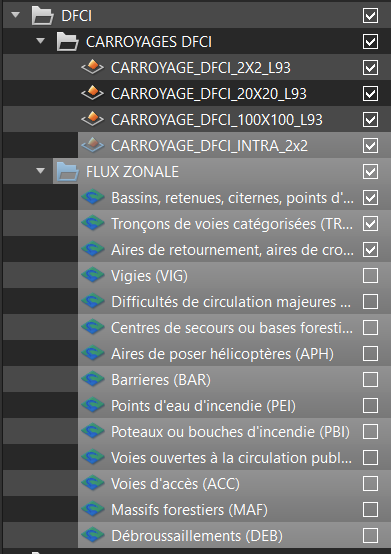 DFCI
CARROYAGES DFCI
CARROYAGE_DFCI_2X2_L93
CARROYAGE_DFCI_20X20_L93
CARROYAGE_DFCI_100X100_L93
CARROYAGE_DFCI_INTRA_2x2
FLUX ZONALE
Bassins, retenues, citernes, points d'...
Tronçons de voies catégorisées (TR...
Aires de retournement, aires de cro...
Vigies (VIG)
Difficultés de circulation majeures ...
Centres de secours ou bases foresti...
Aires de poser hélicoptères (APH)
Barrieres (BAR)
Points d'eau d'incendie (PEI)
Poteaux ou bouches d'incendie (PBI)
Voies ouvertes à la circulation publ...
Voies d'accès (ACC)
Massifs forestiers (MAF)
Débroussaillements (DEB)